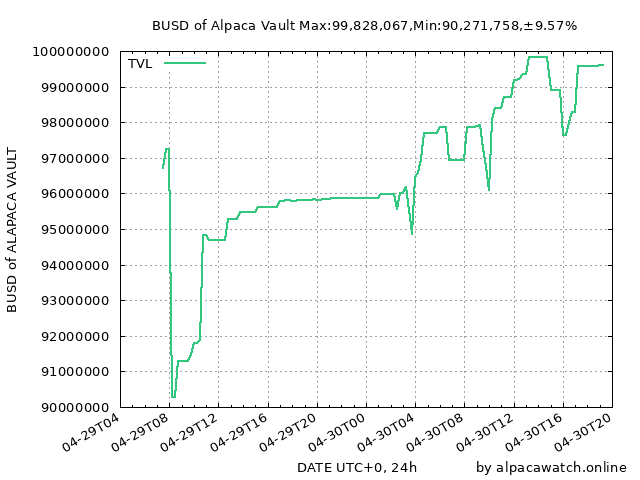 BUSD of Alpaca Vault Max:99,828,067,Min:90,271,758,±9.57%
TVL
100000000
99000000
98000000
97000000
96000000
95000000
94000000
93000000
92000000
91000000
90000000
BUSD of ALAPACA VAULT
04-29T04
04-29T08
04-29T12
04-29T16
04-29T20
04-30T00
04-30T04
04-30T08
04-30T12
04-30T16
04-30T20
DATE UTC+0, 24h
by alpacawatch.online